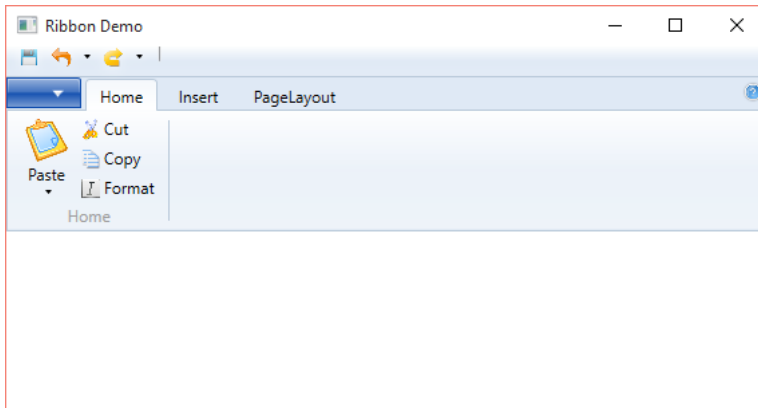 Ribbon Demo
Home Insert PageLayout
Cut
Copy
Paste
Format
Home